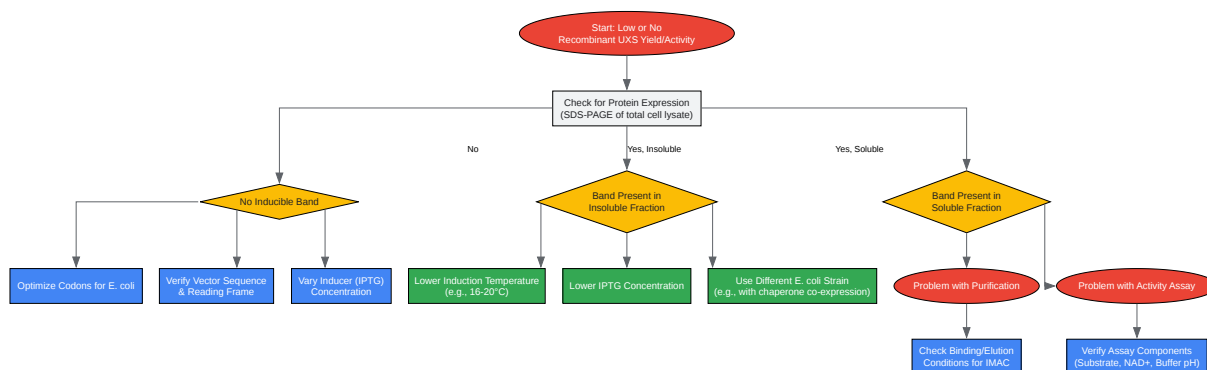 Start: Low or No
Recombinant UXS Yield/Activity
Check for Protein Expression
(SDS-PAGE of total cell lysate)
No
Yes, Insoluble
Yes, Soluble
No Inducible Band
Band Present in
Insoluble Fraction
Band Present in
Soluble Fraction
Optimize Codons for E. coli
Verify Vector Sequence
& Reading Frame
Vary Inducer (IPTG)
Concentration
Lower Induction Temperature
(e.g., 16-20°C)
Lower IPTG Concentration
Use Different E. coli Strain
(e.g., with chaperone co-expression)
Problem with Purification
Problem with Activity Assay
Check Binding/Elution
Conditions for IMAC
Verify Assay Components
(Substrate, NAD+, Buffer pH)